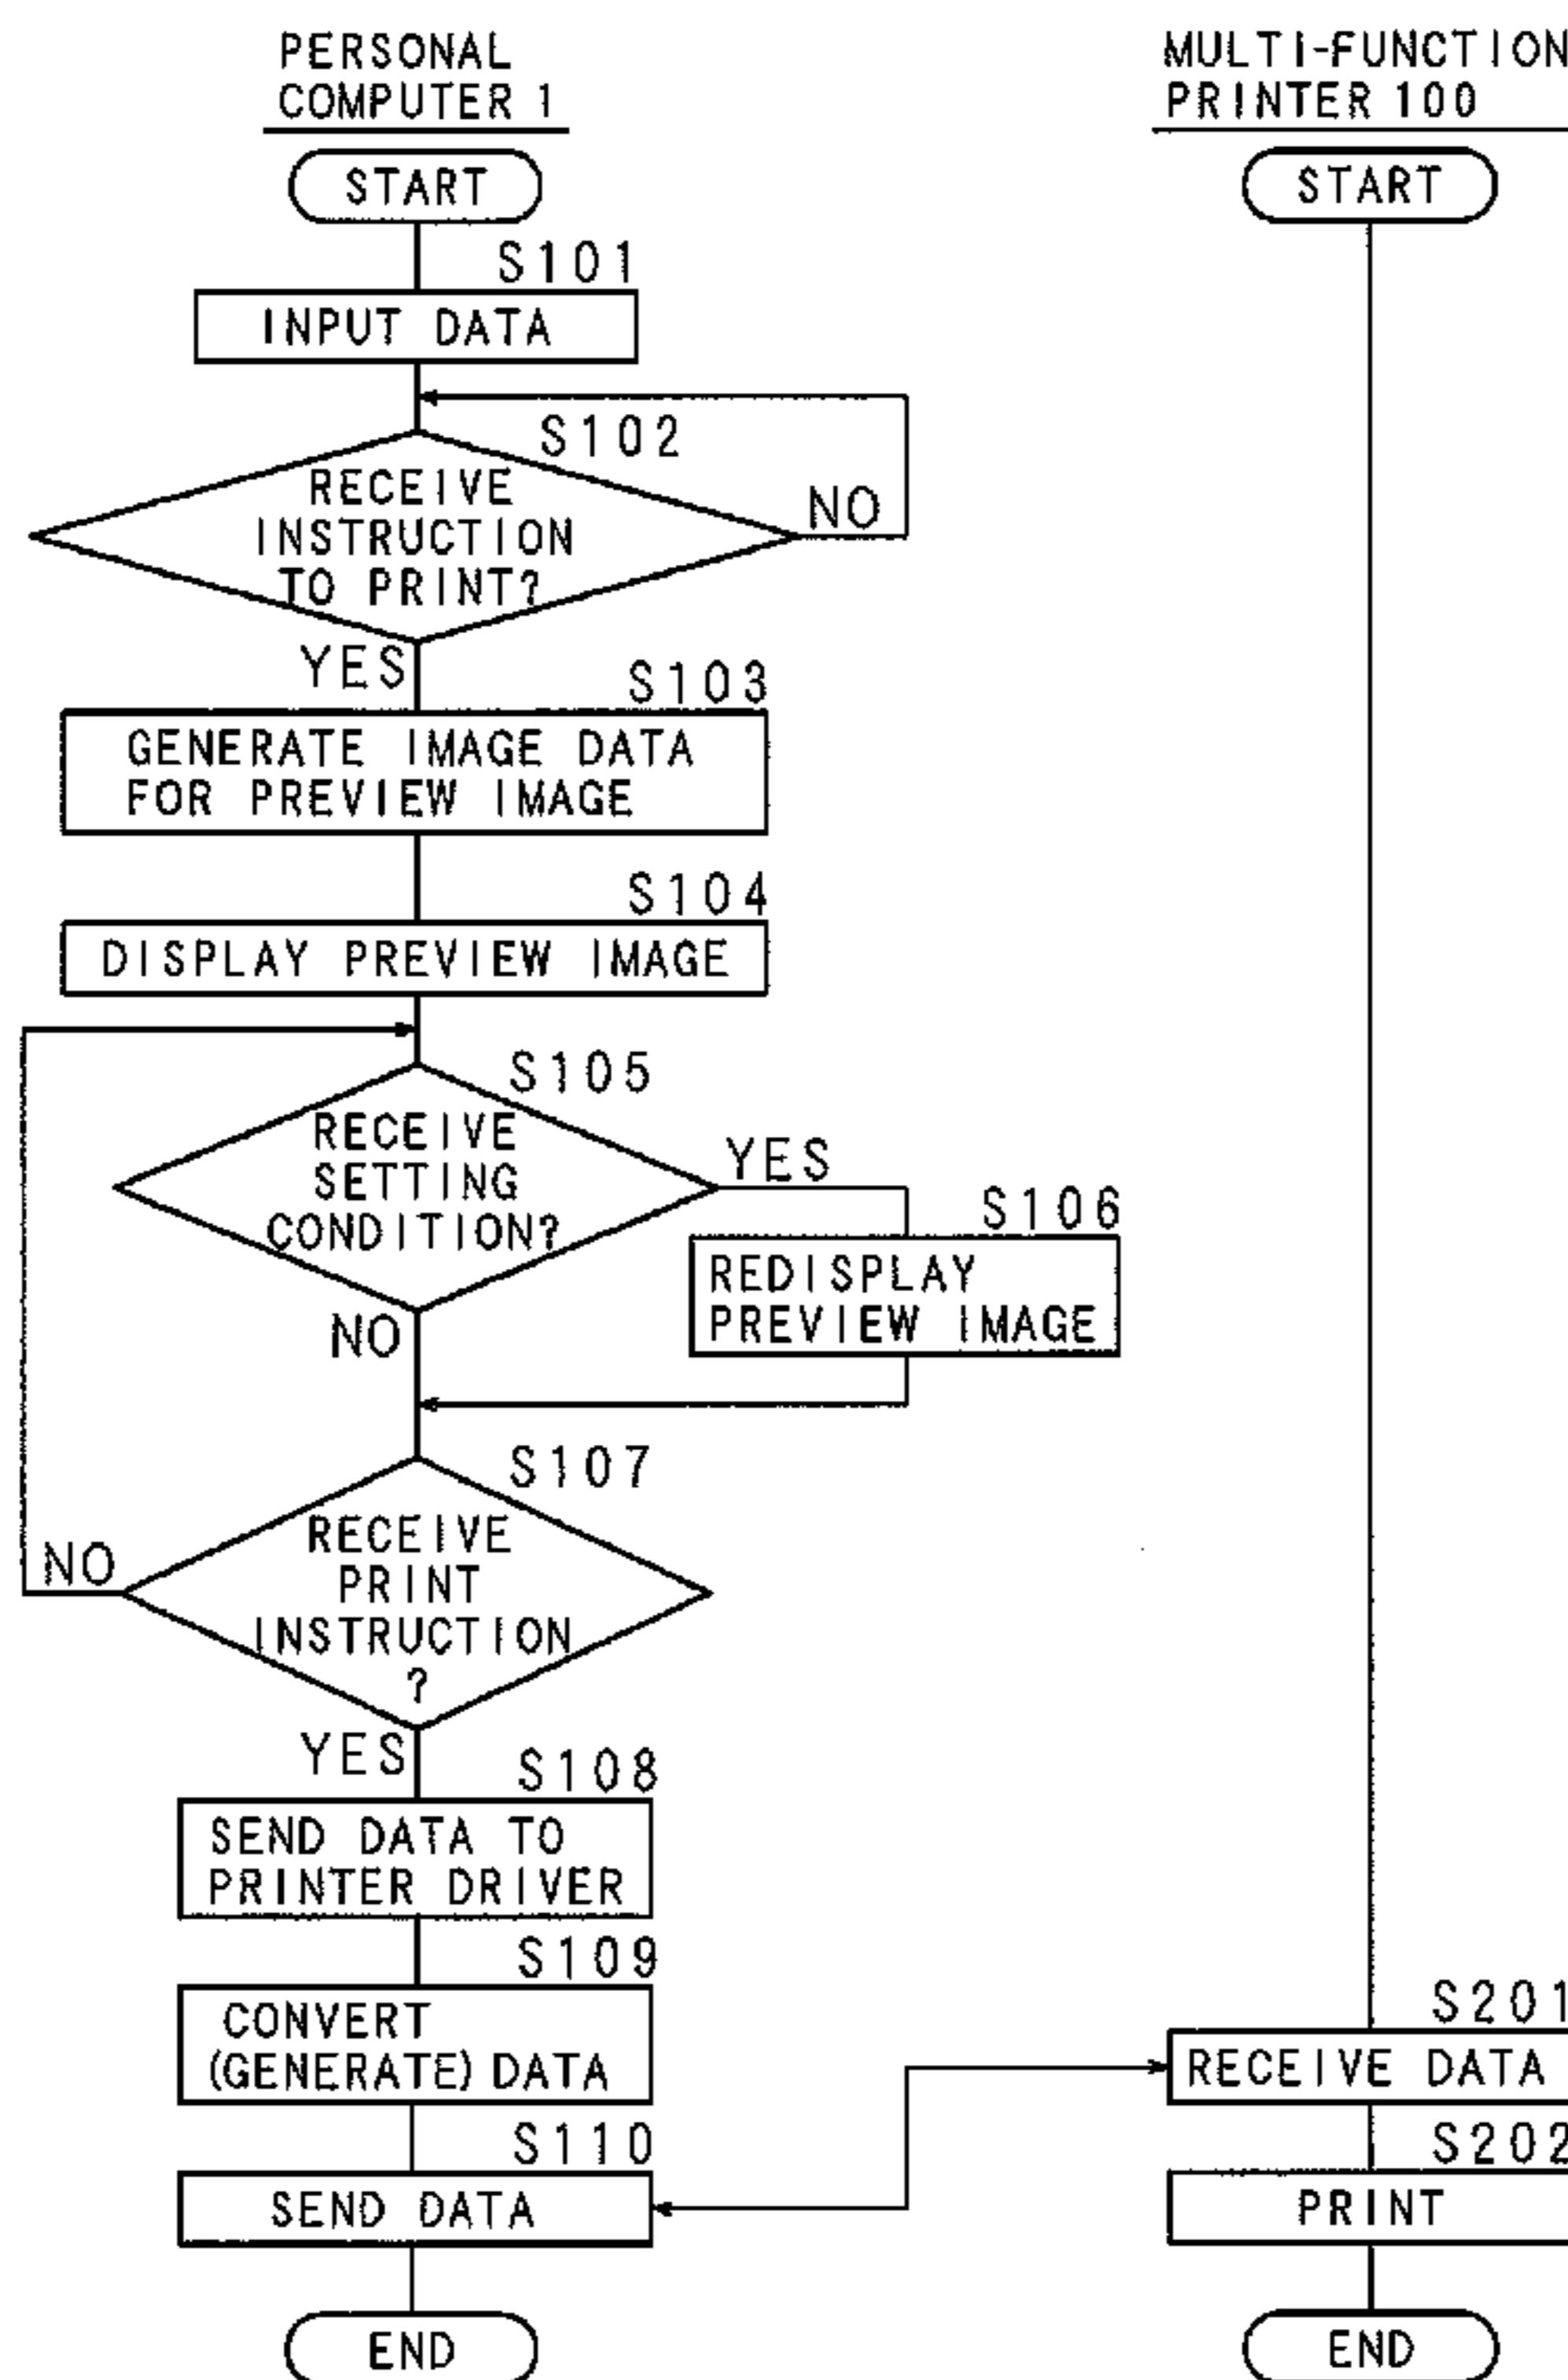 PERSONAL
COMPUTER 1
START
S101
INPUT DATA
S102
RECEIVE
INSTRUCTION
TO PRINT?
NO
YES
S103
GENERATE IMAGE DATA
FOR PREVIEW IMAGE
S104
DISPLAY PREVIEW IMAGE
S105
RECEIVE
SETTING
CONDITION?
YES
S106
REDISPLAY
PREVIEW IMAGE
NO
S107
RECEIVE
PRINT
INSTRUCTION
?
NO
YES
S108
SEND DATA TO
PRINTER DRIVER
S109
CONVERT
(GENERATE) DATA
S110
SEND DATA
END
MULTI-FUNCTION
PRINTER 100
START
S201
RECEIVE DATA
S202
PRINT
END